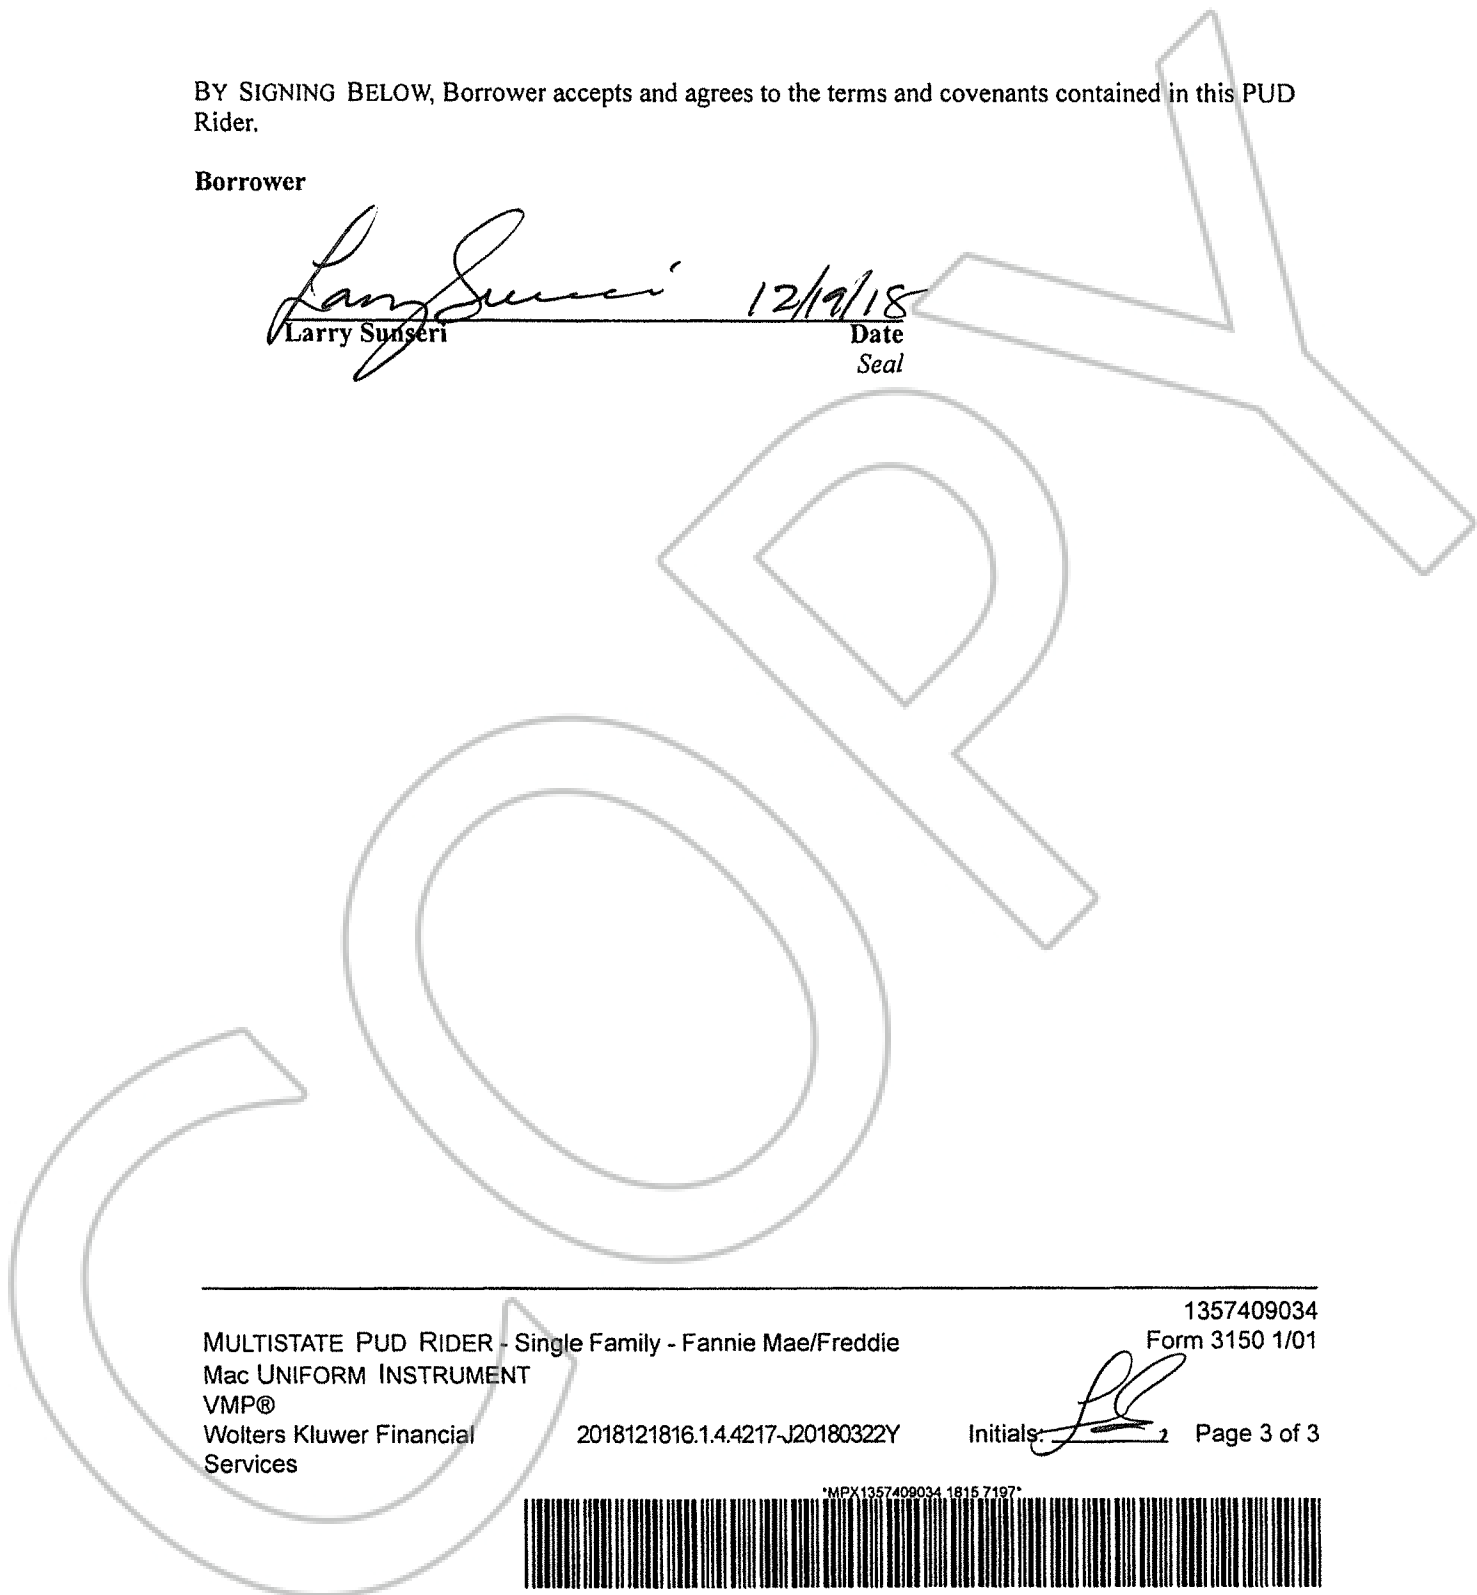 BY SIGNING BELOW, Borrower accepts and agrees to the terms and covenants contained in this PUD
Rider.
Borrower
Larry Sunseri 12/19/18
Larry Sunseri Date
Seal
COPY
1357409034
MULTISTATE PUD RIDER - Single Family - Fannie Mae/Freddie Form 3150 1/01
Mac UNIFORM INSTRUMENT
VMP®
Wolters Kluwer Financial 2018121816.1.4.4217-J20180322Y Initials: LS Page 3 of 3
Services
*MPX1357409034 1815 7197*